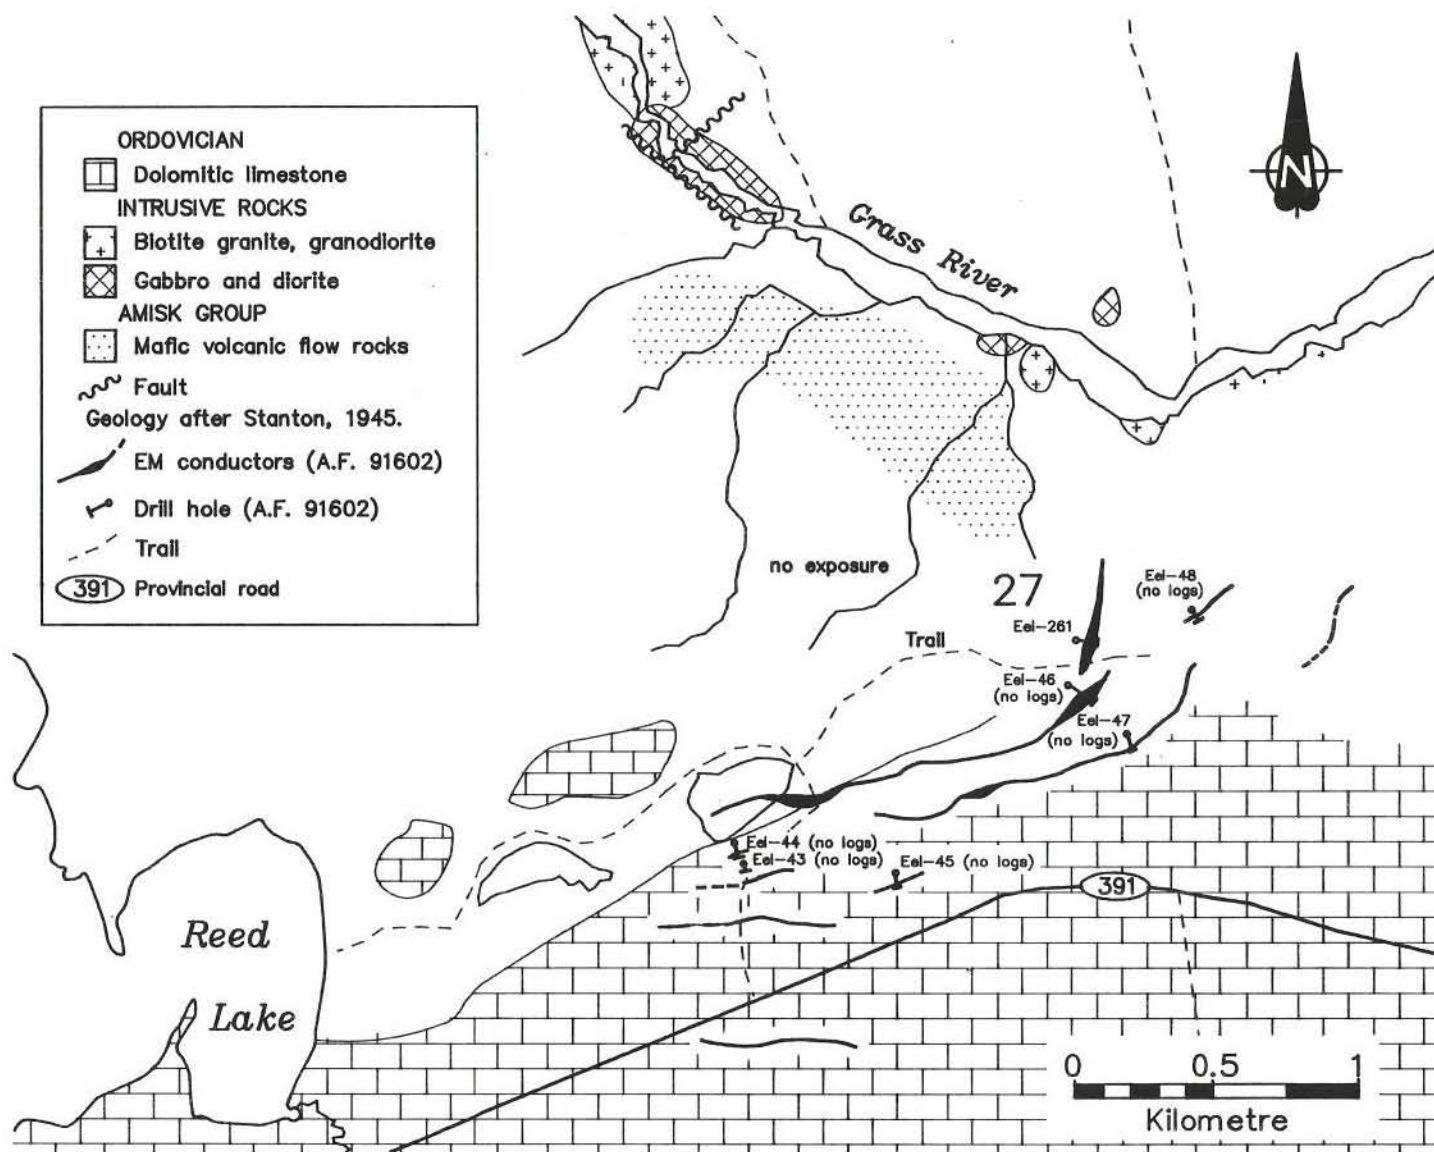 ORDOVICIAN
Dolomitic limestone
INTRUSIVE ROCKS
Biotite granite, granodiorite
Gabbro and diorite
AMISK GROUP
Mafic volcanic flow rocks
Fault
Geology after Stanton, 1945.
EM conductors (A.F. 91602)
Drill hole (A.F. 91602)
Trail
391 Provincial road
N
Grass River
no exposure
27
Eel-48
(no logs)
Eel-261
Trail
Eel-46
(no logs)
Eel-47
(no logs)
Eel-44 (no logs)
Eel-43 (no logs)
Eel-45 (no logs)
391
Reed
Lake
0 0.5 1
Kilometre